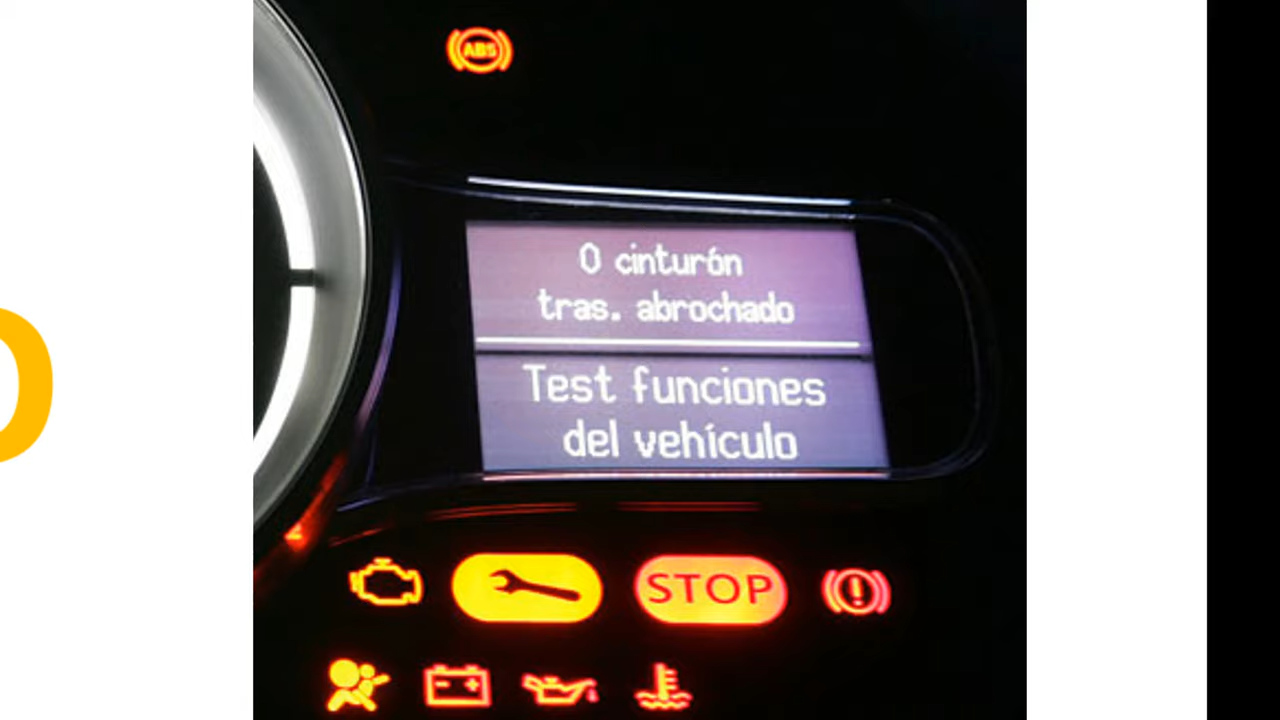 ABS
0 cinturón
tras. abrochado
Test funciones
del vehículo
STOP